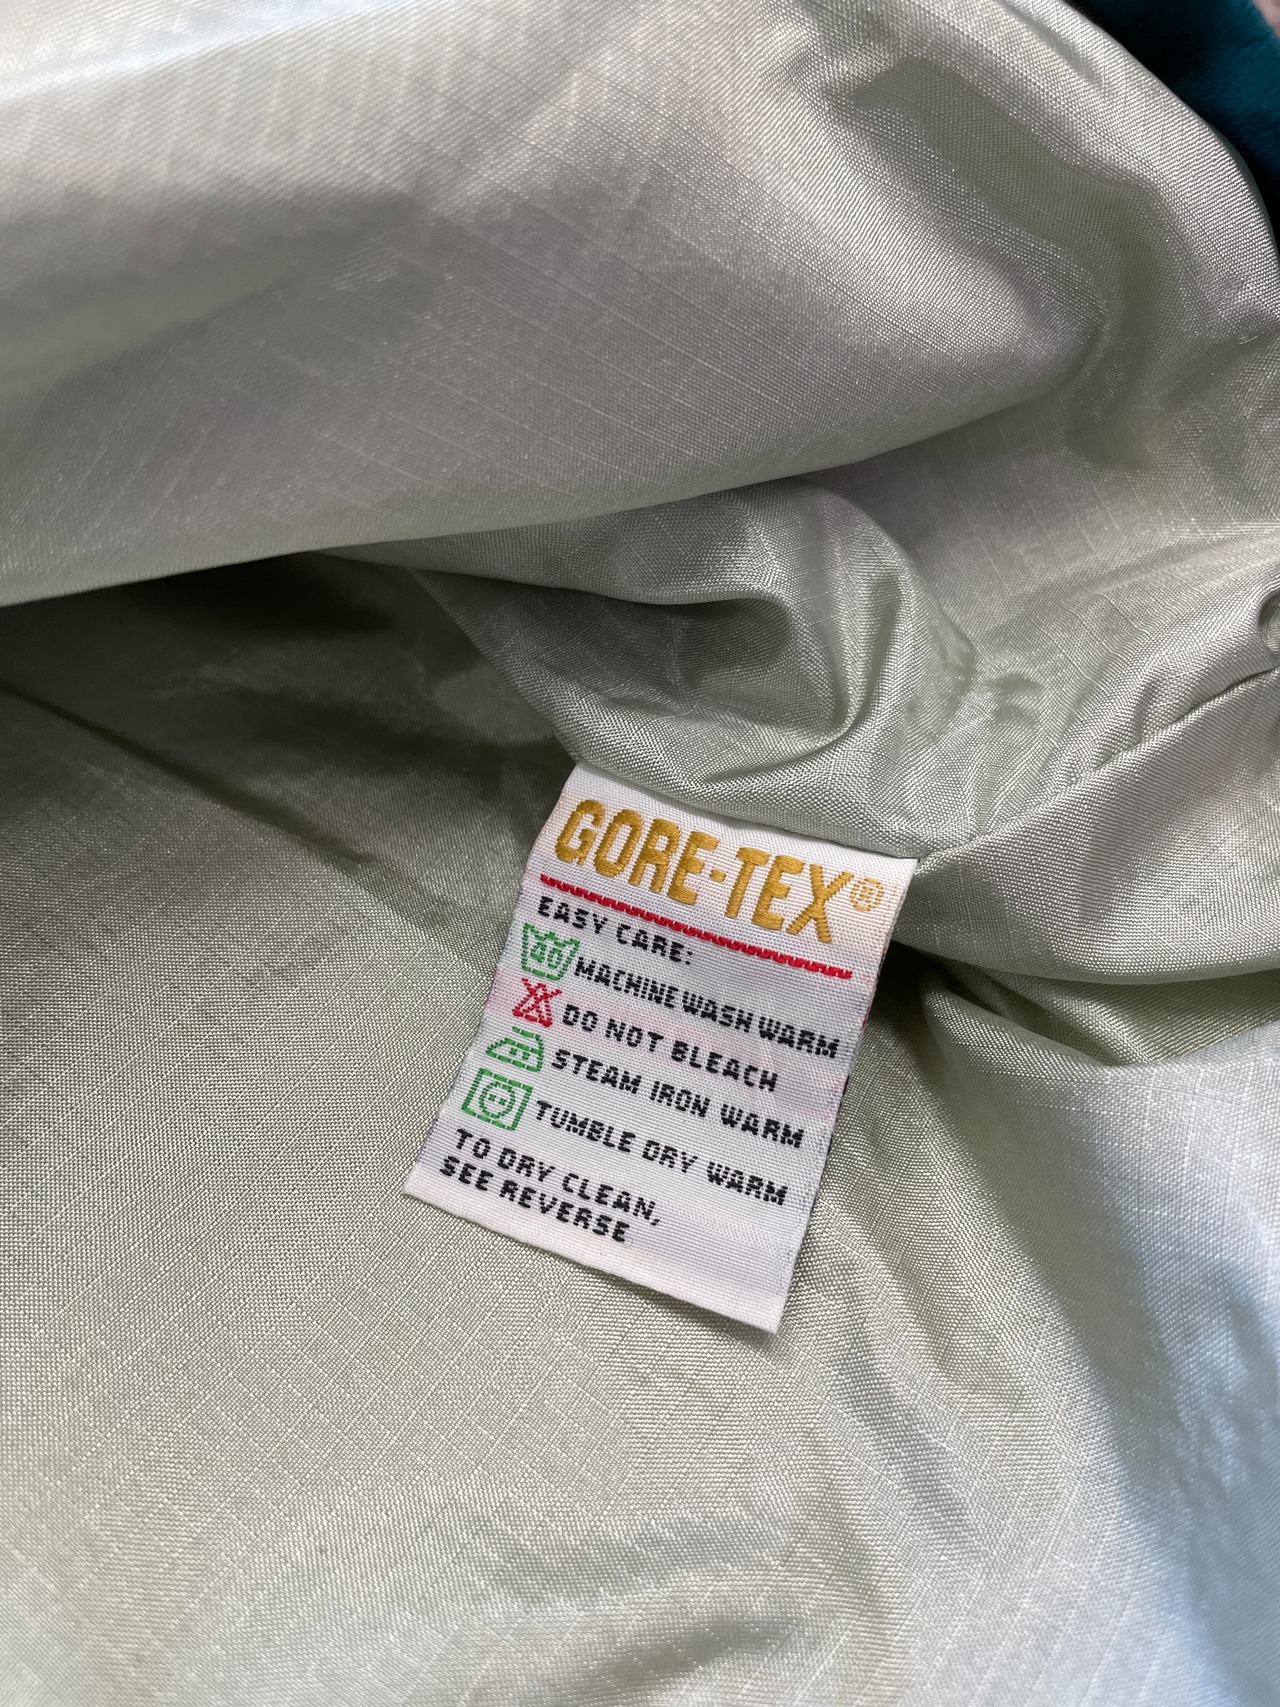 GORE-TEX®
EASY CARE:
40 MACHINE WASH WARM
DO NOT BLEACH
STEAM IRON WARM
TUMBLE DRY WARM
TO DRY CLEAN,
SEE REVERSE